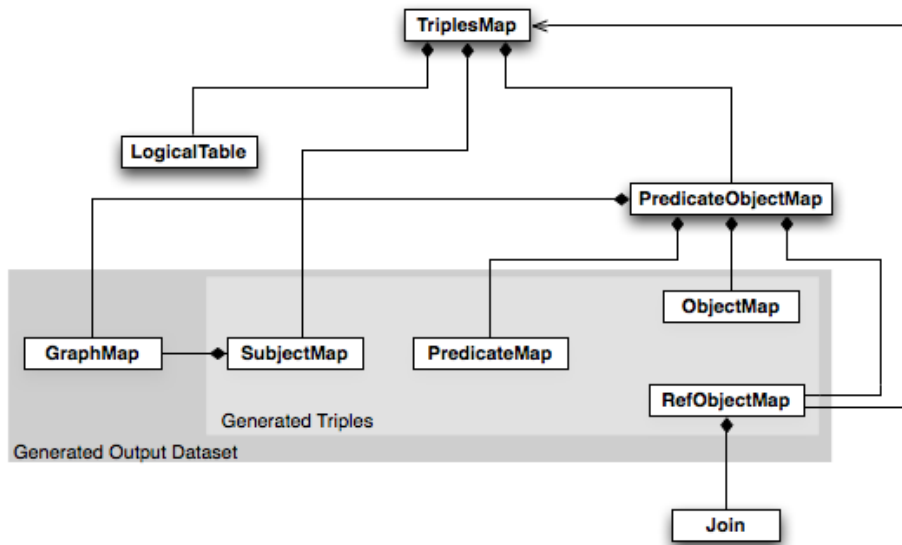 TriplesMap
LogicalTable
PredicateObjectMap
ObjectMap
GraphMap
SubjectMap
PredicateMap
RefObjectMap
Generated Triples
Generated Output Dataset
Join